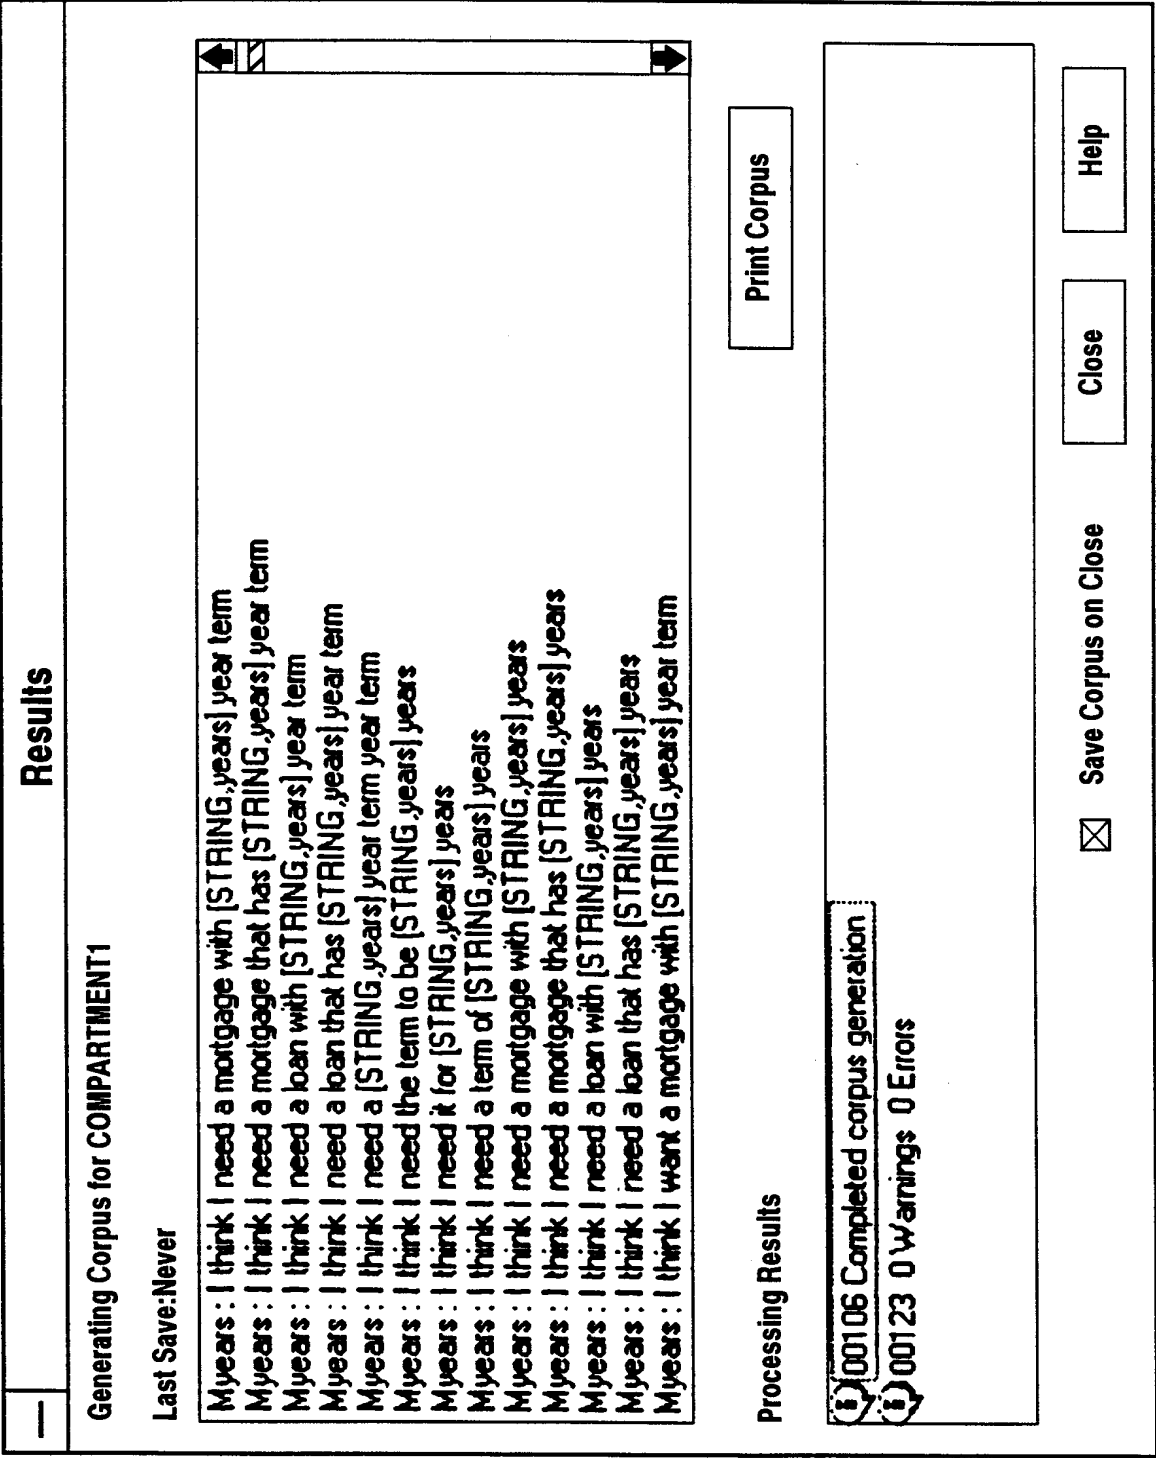 Results
Generating Corpus for COMPARTMENT1
Last Save:Never
Myears : I think I need a mortgage with [STRING,years] year term
Myears : I think I need a mortgage that has [STRING,years] year term
Myears : I think I need a loan with [STRING,years] year term
Myears : I think I need a loan that has [STRING,years] year term
Myears : I think I need a [STRING,years] year term year term
Myears : I think I need the term to be [STRING,years] years
Myears : I think I need it for [STRING,years] years
Myears : I think I need a term of [STRING,years] years
Myears : I think I need a mortgage with [STRING,years] years
Myears : I think I need a mortgage that has [STRING,years] years
Myears : I think I need a loan with [STRING,years] years
Myears : I think I need a loan that has [STRING,years] years
Myears : I think I want a mortgage with [STRING,years] year term
Print Corpus
Processing Results
00106 Completed corpus generation
00123 0 Warnings 0 Errors
Save Corpus on Close
Close
Help